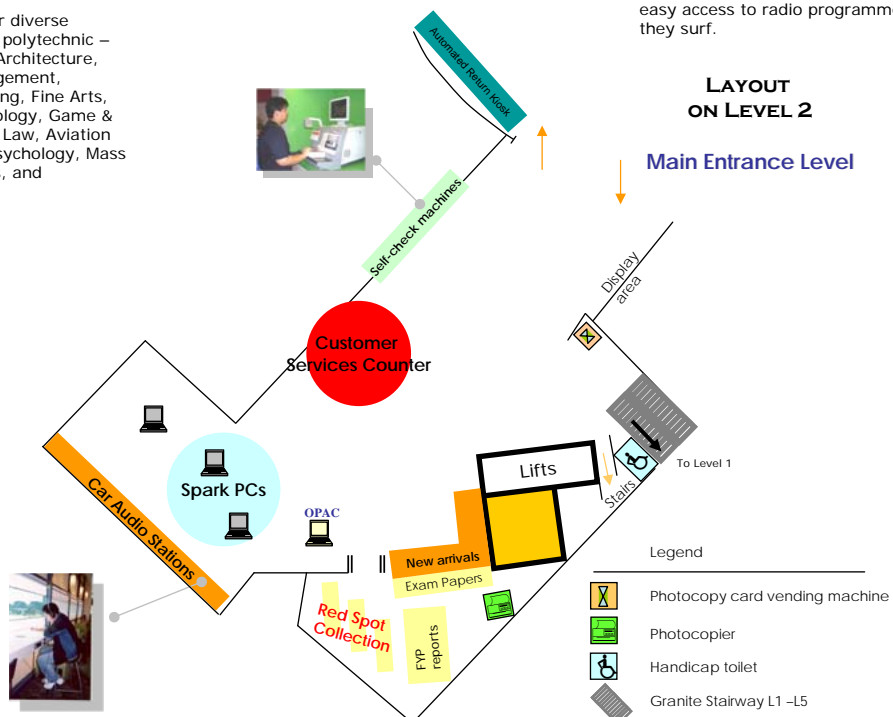 r diverse
polytechnic –
Architecture,
gement,
ng, Fine Arts,
ology, Game &
Law, Aviation
sychology, Mass
s, and
easy access to radio programme
they surf.
LAYOUT
ON LEVEL 2
Main Entrance Level
Automated Return Kiosk
Self-check machines
Display
area
Customer
Services Counter
Lifts
To Level 1
Stairs
Spark PCs
Car Audio Stations
OPAC
New arrivals
Exam Papers
Red Spot
Collection
FYP
reports
Legend
Photocopy card vending machine
Photocopier
Handicap toilet
Granite Stairway L1 –L5